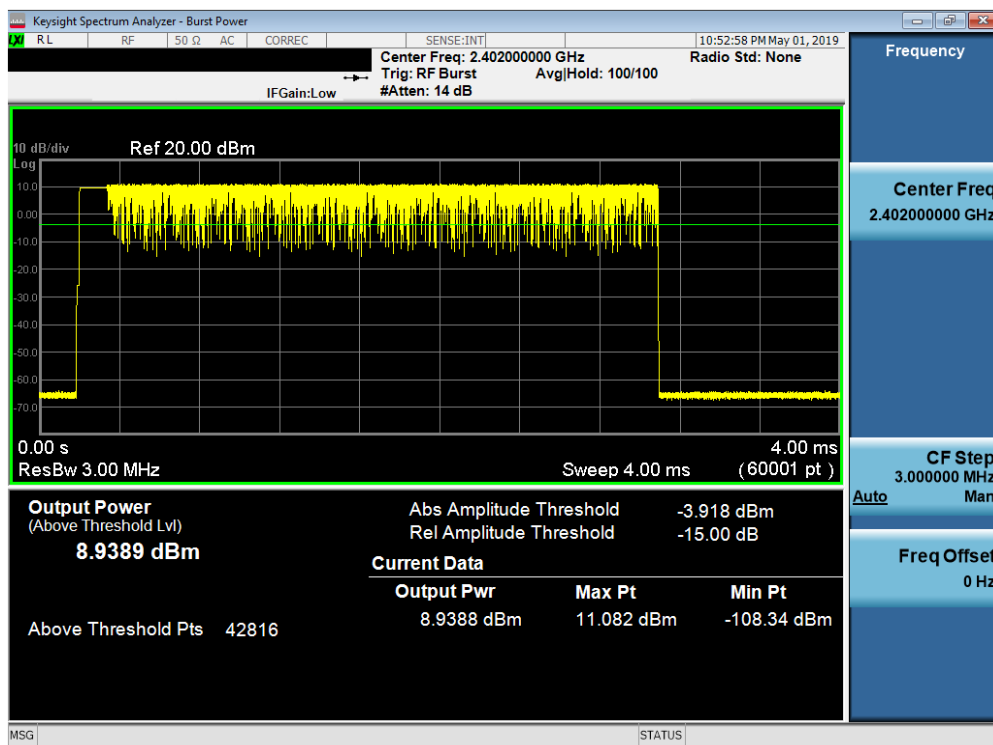 Keysight Spectrum Analyzer - Burst Power
LXI RL RF 50 Ω AC CORREC SENSE:INT 10:52:58 PM May 01, 2019
Center Freq: 2.402000000 GHz Radio Std: None
Trig: RF Burst Avg|Hold: 100/100
IFGain:Low #Atten: 14 dB
10 dB/div Ref 20.00 dBm
Log
10.0
0.00
-10.0
-20.0
-30.0
-40.0
-50.0
-60.0
-70.0
0.00 s 4.00 ms
ResBw 3.00 MHz Sweep 4.00 ms (60001 pt )
Output Power
(Above Threshold Lvl)
8.9389 dBm
Above Threshold Pts 42816
Abs Amplitude Threshold -3.918 dBm
Rel Amplitude Threshold -15.00 dB
Current Data
Output Pwr Max Pt Min Pt
8.9388 dBm 11.082 dBm -108.34 dBm
Frequency
Center Freq
2.402000000 GHz
CF Step
3.000000 MHz
Auto Man
Freq Offset
0 Hz
MSG STATUS